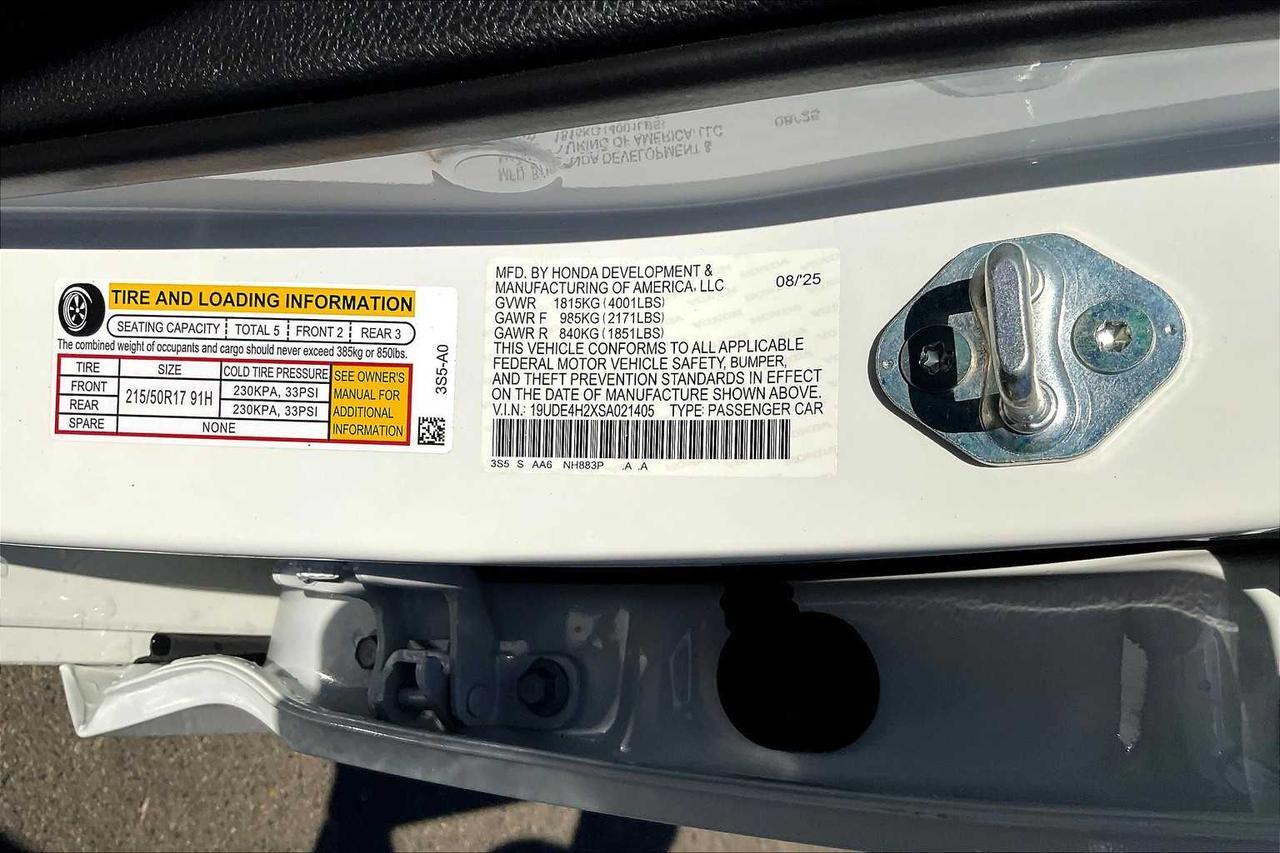 TIRE AND LOADING INFORMATION
SEATING CAPACITY TOTAL 5 FRONT 2 REAR 3
The combined weight of occupants and cargo should never exceed 385kg or 850lbs.
TIRE SIZE COLD TIRE PRESSURE
FRONT 215/50R17 91H 230KPA, 33PSI
REAR 230KPA, 33PSI
SPARE NONE
SEE OWNER'S
MANUAL FOR
ADDITIONAL
INFORMATION
3S5-A0
MFD. BY HONDA DEVELOPMENT &
MANUFACTURING OF AMERICA, LLC 08/'25
GVWR 1815KG (4001LBS)
GAWR F 985KG (2171LBS)
GAWR R 840KG (1851LBS)
THIS VEHICLE CONFORMS TO ALL APPLICABLE
FEDERAL MOTOR VEHICLE SAFETY, BUMPER,
AND THEFT PREVENTION STANDARDS IN EFFECT
ON THE DATE OF MANUFACTURE SHOWN ABOVE.
V.I.N.: 19UDE4H2XSA021405 TYPE: PASSENGER CAR
3S5 S AA6 NH883P .A .A